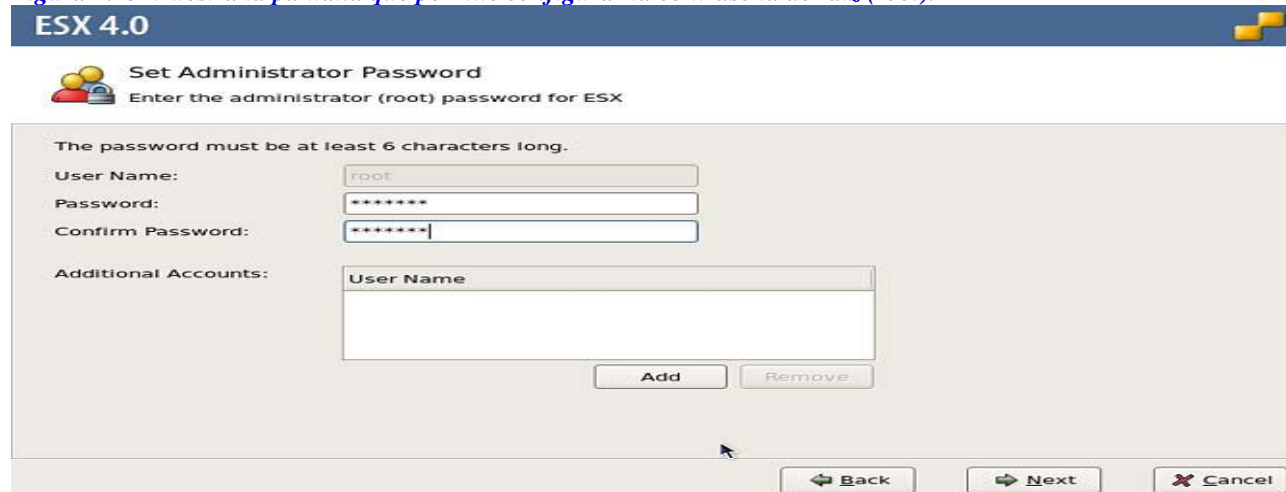 ESX 4.0
Set Administrator Password
Enter the administrator (root) password for ESX
The password must be at least 6 characters long.
User Name: root
Password: *******
Confirm Password: *******
Additional Accounts: User Name
Add Remove
Back Next Cancel